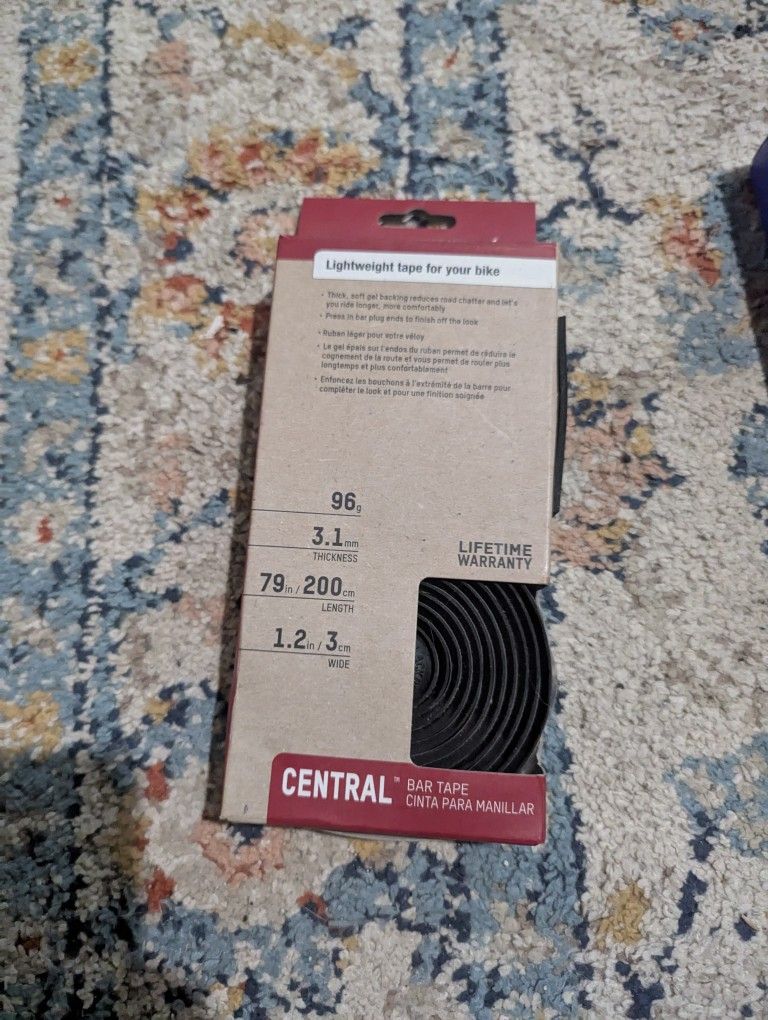 Lightweight tape for your bike
• Thick, soft gel backing reduces road chatter and let's
you ride longer, more comfortably
• Press in bar plug ends to finish off the look
• Ruban léger pour votre véloy
• Le gel épais sur l'endos du ruban permet de réduire le
cognement de la route et vous permet de rouler plus
longtemps et plus confortablement
• Enfoncez les bouchons à l'extrémité de la barre pour
compléter le look et pour une finition soignée
96g
3.1mm
THICKNESS
79in / 200cm
LENGTH
1.2in / 3cm
WIDE
LIFETIME
WARRANTY
CENTRAL™ BAR TAPE
CINTA PARA MANILLAR